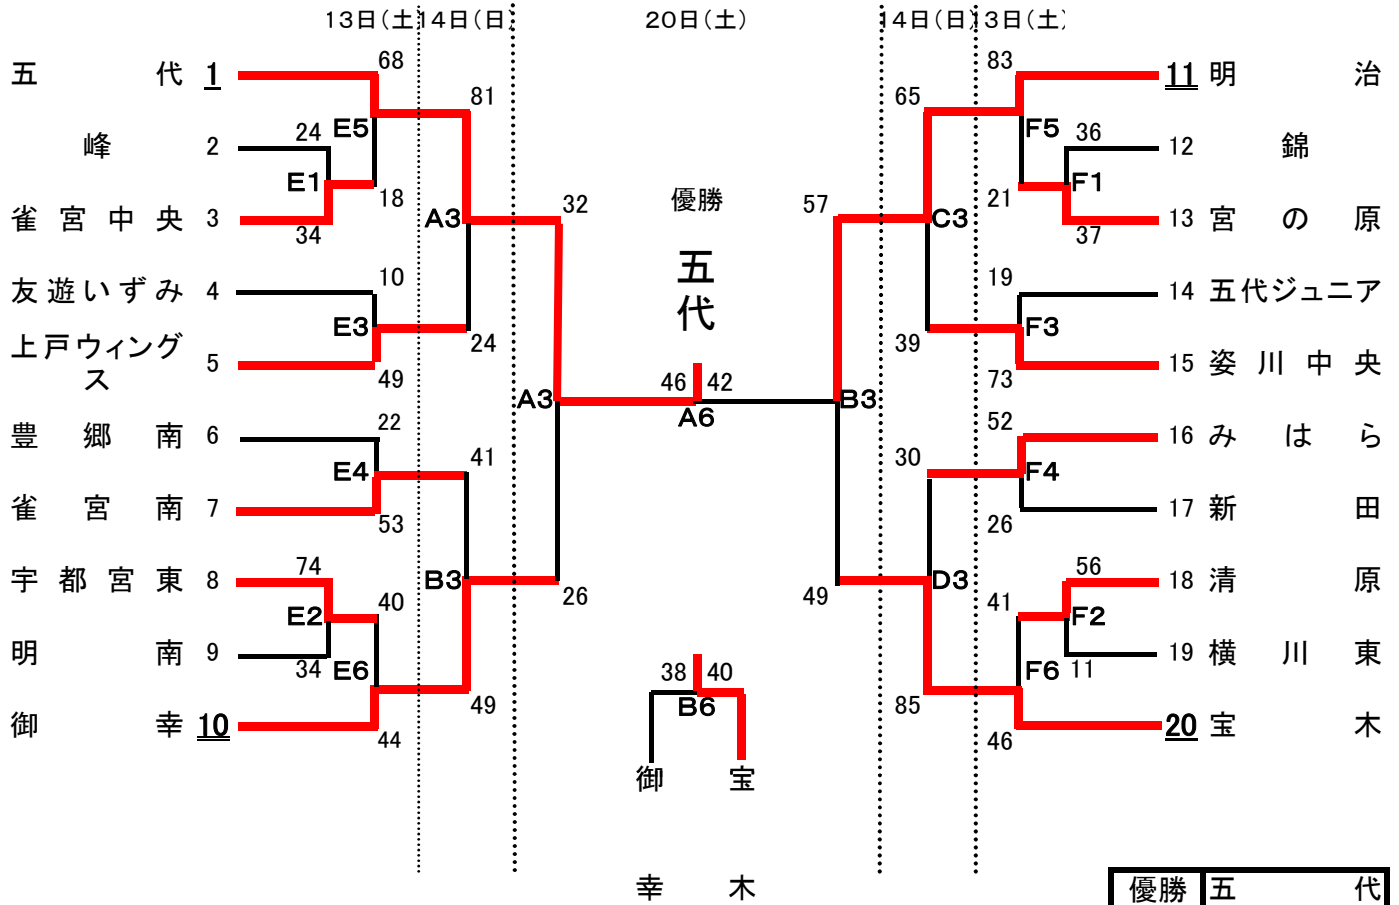 13日(土) 14日(日) 20日(土) 14日(日) 13日(土)
五代 1 68 83 11 明治
81 65
E5 F5
峰 2 24 36 12 錦
E1 F1
18 21
雀宮中央 3 34 A3 32 優勝 57 C3 37 13 宮の原
五代
友遊いずみ 4 10 19 14 五代ジュニア
E3 F3
24 39
上戸ウィングス 5 49 73 15 姿川中央
A3 46 42 B3
A6
豊郷南 6 22 52 16 みはら
41 30
E4 F4
雀宮南 7 53 26 17 新田
宇都宮東 8 74 B3 D3 56 18 清原
40 26 49 41
E2 F2
明南 9 34 E6 F6 11 19 横川東
38 40
49 B6 85
御幸 10 44 46 20 宝木
御幸 宝木
優勝 五代